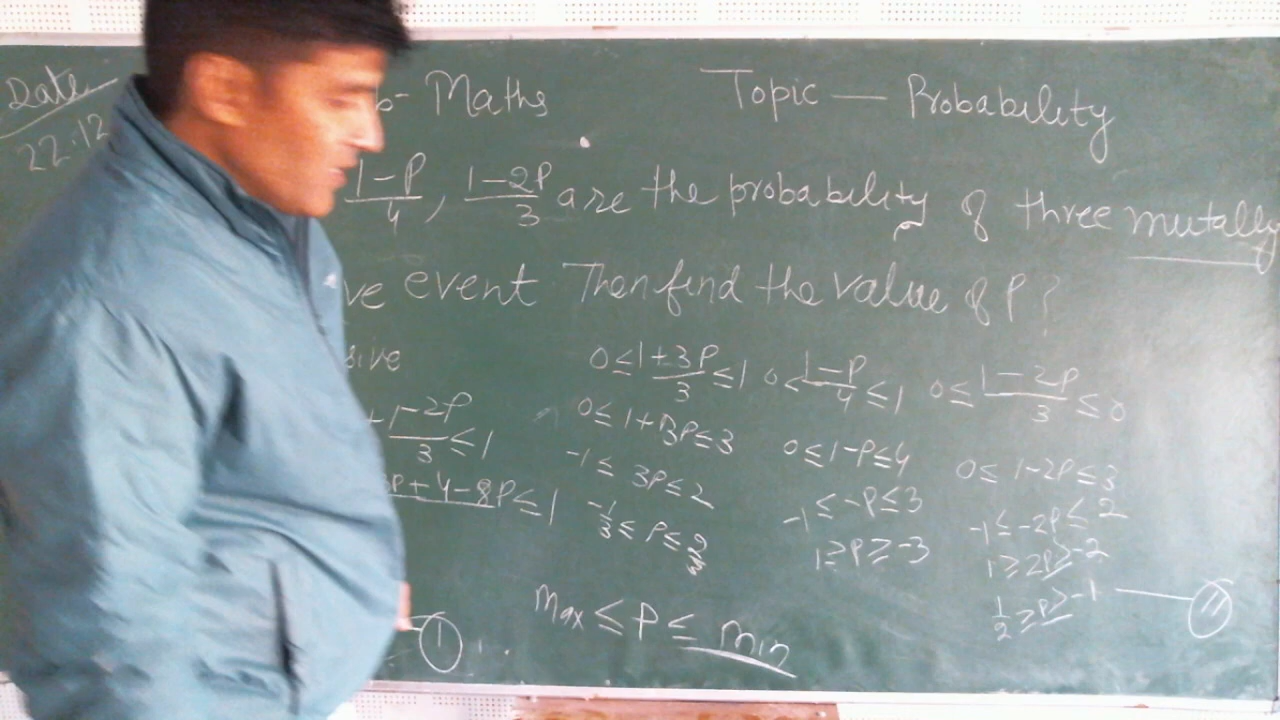 Date
22.12
Maths Topic — Probability
1-P/4, 1-2P/3 are the probability of three mutally
ve event Then find the value of P?
sive
0≤1+3P/3≤1 0≤1-P/4≤1 0≤1-2P/3≤0
+1-2P/3≤1
0≤1+3P≤3 0≤1-P≤4 0≤1-2P≤3
3P+4-8P≤1
-1≤3P≤2 -1≤-P≤3 -1≤-2P≤2
-1/3≤P≤2/3 1≥P≥-3 1≥2P≥-2
1/2≥P≥-1 — II
I
Max≤P≤Min